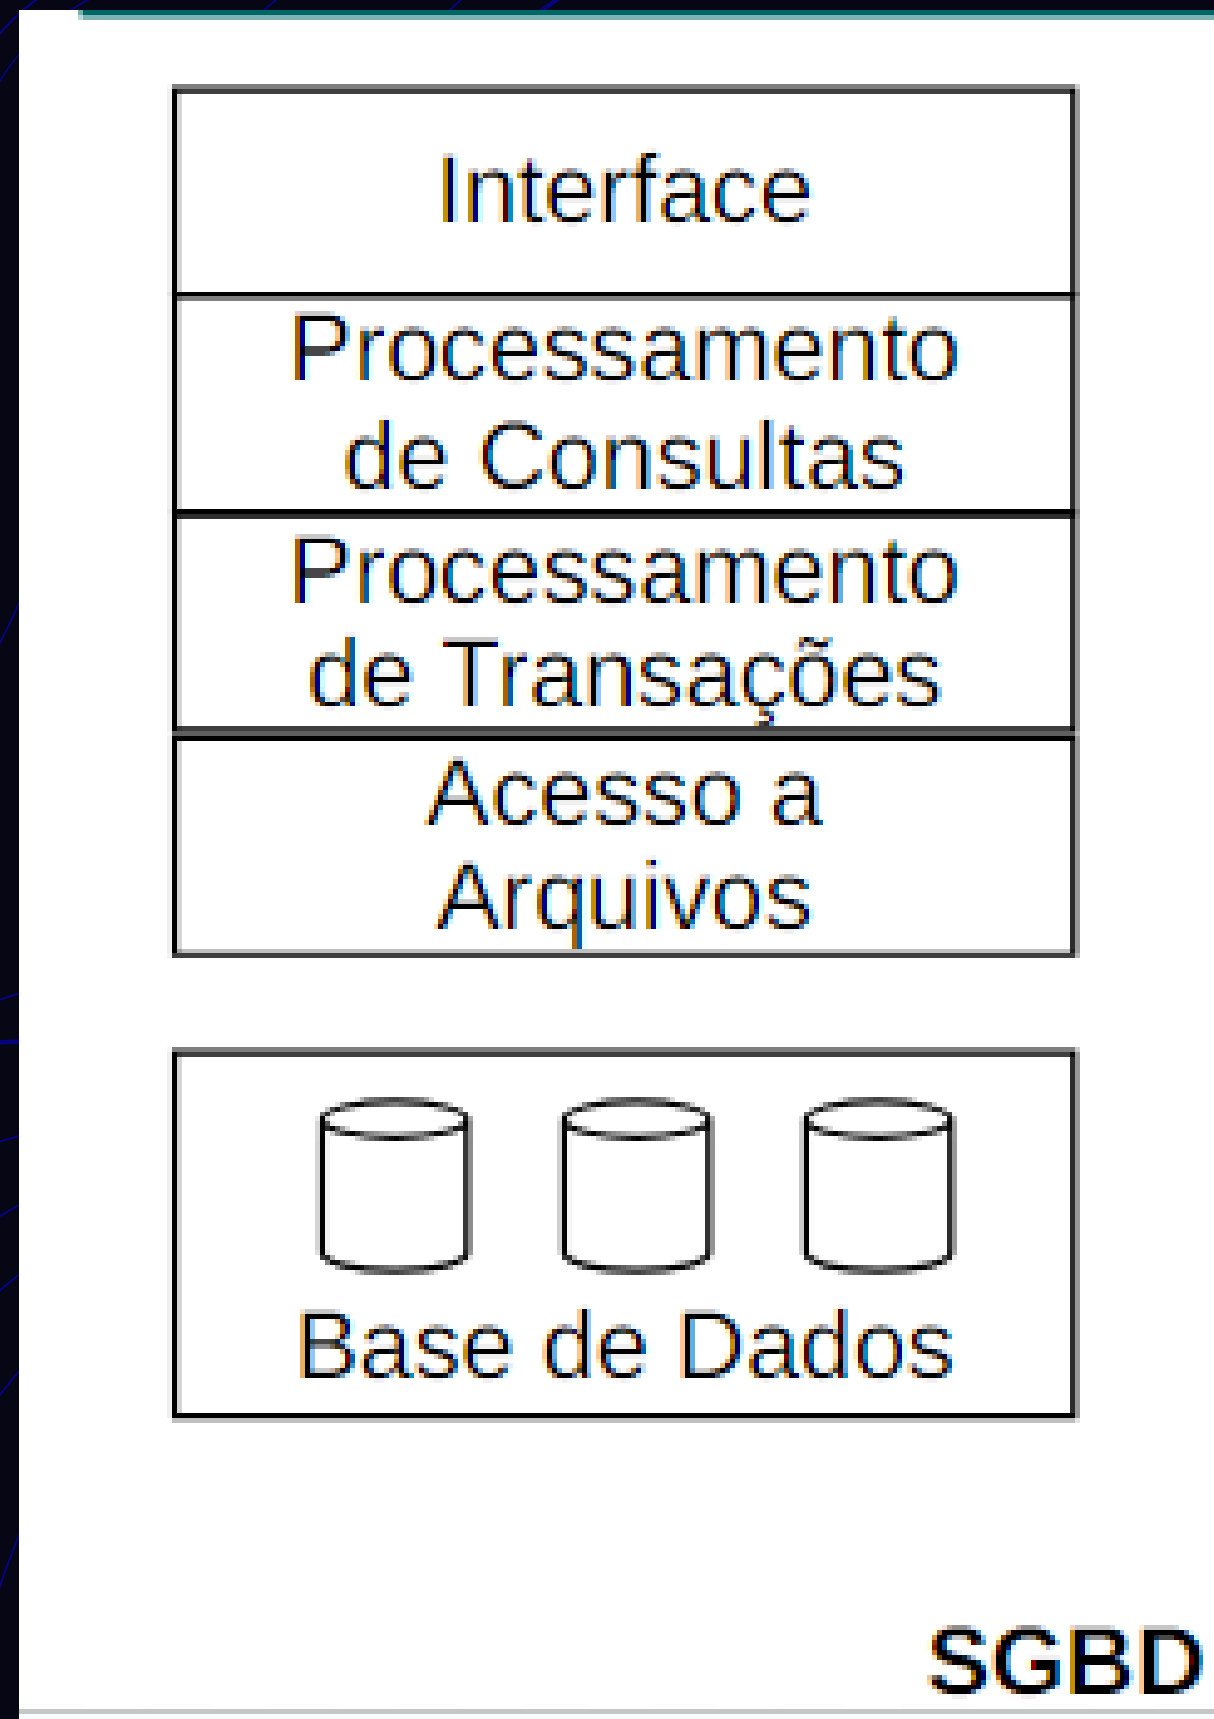 Interface
Processamento
de Consultas
Processamento
de Transações
Acesso a
Arquivos
Base de Dados
SGBD